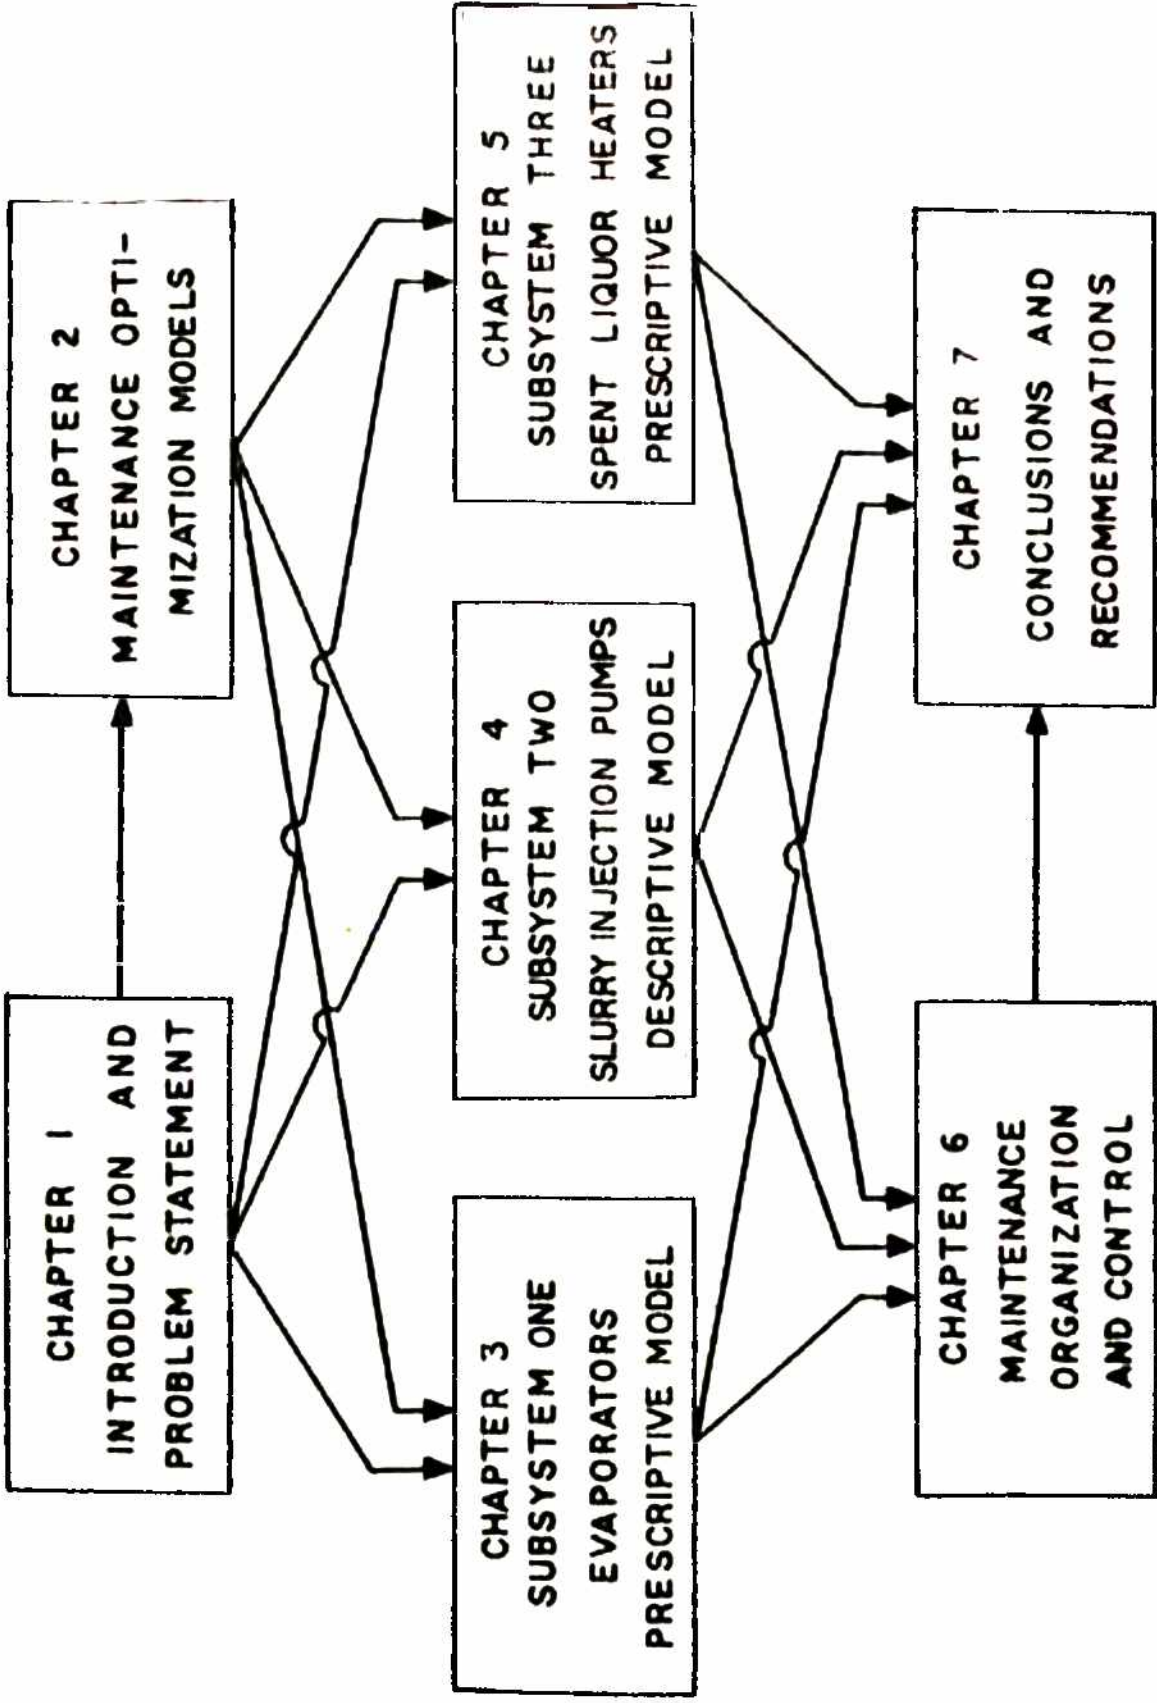 CHAPTER 1
INTRODUCTION AND
PROBLEM STATEMENT
CHAPTER 2
MAINTENANCE OPTI-
MIZATION MODELS
CHAPTER 3
SUBSYSTEM ONE
EVAPORATORS
PRESCRIPTIVE MODEL
CHAPTER 4
SUBSYSTEM TWO
SLURRY INJECTION PUMPS
DESCRIPTIVE MODEL
CHAPTER 5
SUBSYSTEM THREE
SPENT LIQUOR HEATERS
PRESCRIPTIVE MODEL
CHAPTER 6
MAINTENANCE
ORGANIZATION
AND CONTROL
CHAPTER 7
CONCLUSIONS AND
RECOMMENDATIONS